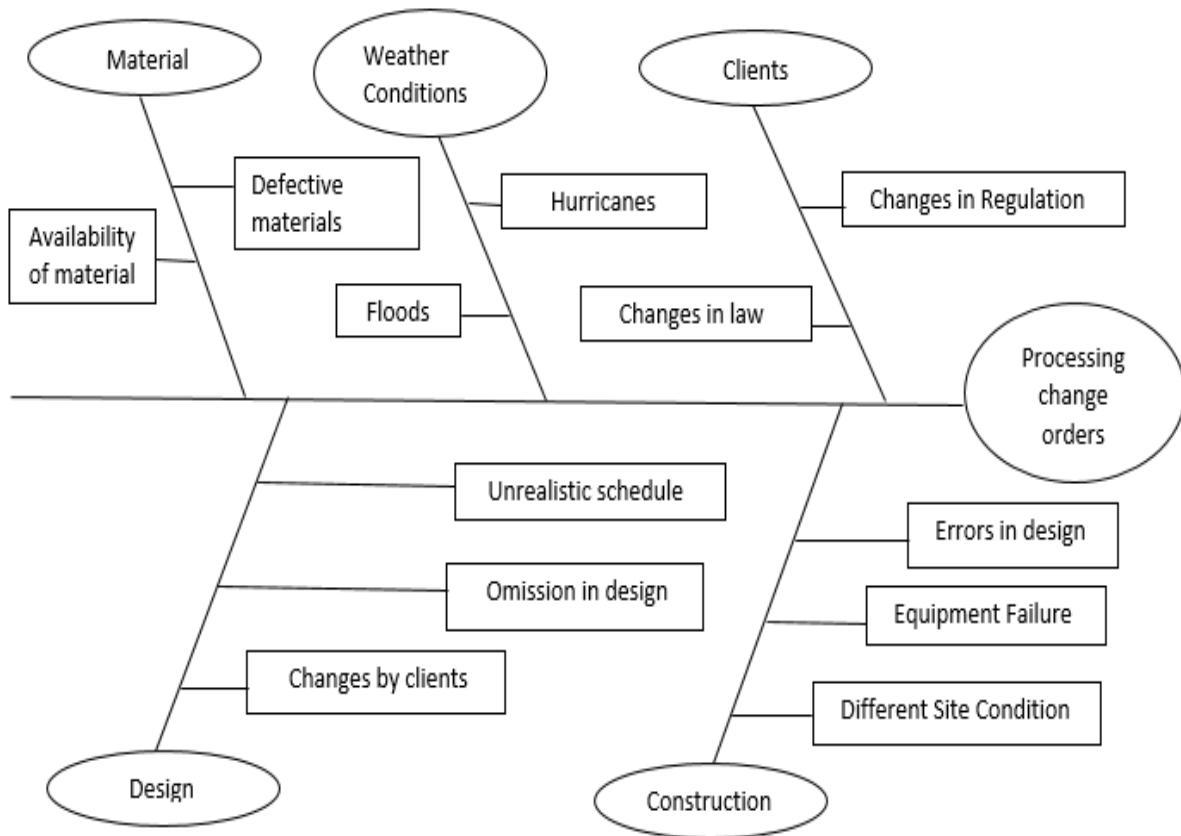 Material
Weather
Conditions
Clients
Defective
materials
Hurricanes
Changes in Regulation
Availability
of material
Floods
Changes in law
Processing
change
orders
Unrealistic schedule
Errors in design
Omission in design
Equipment Failure
Changes by clients
Different Site Condition
Design
Construction